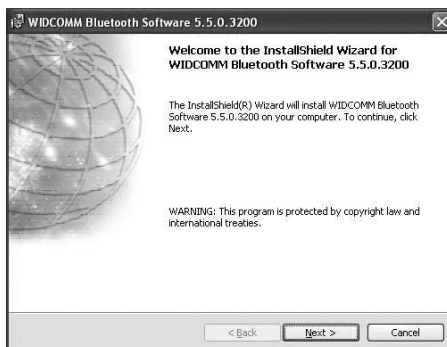 WIDCOMM Bluetooth Software 5.5.0.3200
Welcome to the InstallShield Wizard for
WIDCOMM Bluetooth Software 5.5.0.3200
The InstallShield(R) Wizard will install WIDCOMM Bluetooth
Software 5.5.0.3200 on your computer. To continue, click
Next.
WARNING: This program is protected by copyright law and
international treaties.
< Back
Next >
Cancel